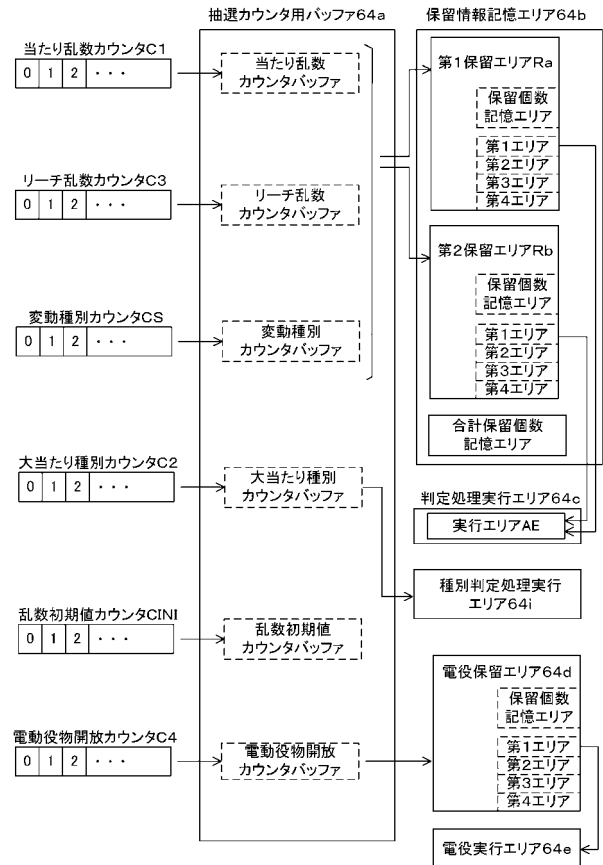 抽選カウンタ用バッファ64a
当たり乱数カウンタC1
0 1 2 ・・・
当たり乱数
カウンタバッファ
リーチ乱数カウンタC3
0 1 2 ・・・
リーチ乱数
カウンタバッファ
変動種別カウンタCS
0 1 2 ・・・
変動種別
カウンタバッファ
大当たり種別カウンタC2
0 1 2 ・・・
大当たり種別
カウンタバッファ
乱数初期値カウンタCINI
0 1 2 ・・・
乱数初期値
カウンタバッファ
電動役物開放カウンタC4
0 1 2 ・・・
電動役物開放
カウンタバッファ
保留情報記憶エリア64b
第1保留エリアRa
保留個数
記憶エリア
第1エリア
第2エリア
第3エリア
第4エリア
第2保留エリアRb
保留個数
記憶エリア
第1エリア
第2エリア
第3エリア
第4エリア
合計保留個数
記憶エリア
判定処理実行エリア64c
実行エリアAE
種別判定処理実行
エリア64i
電役保留エリア64d
保留個数
記憶エリア
第1エリア
第2エリア
第3エリア
第4エリア
電役実行エリア64e